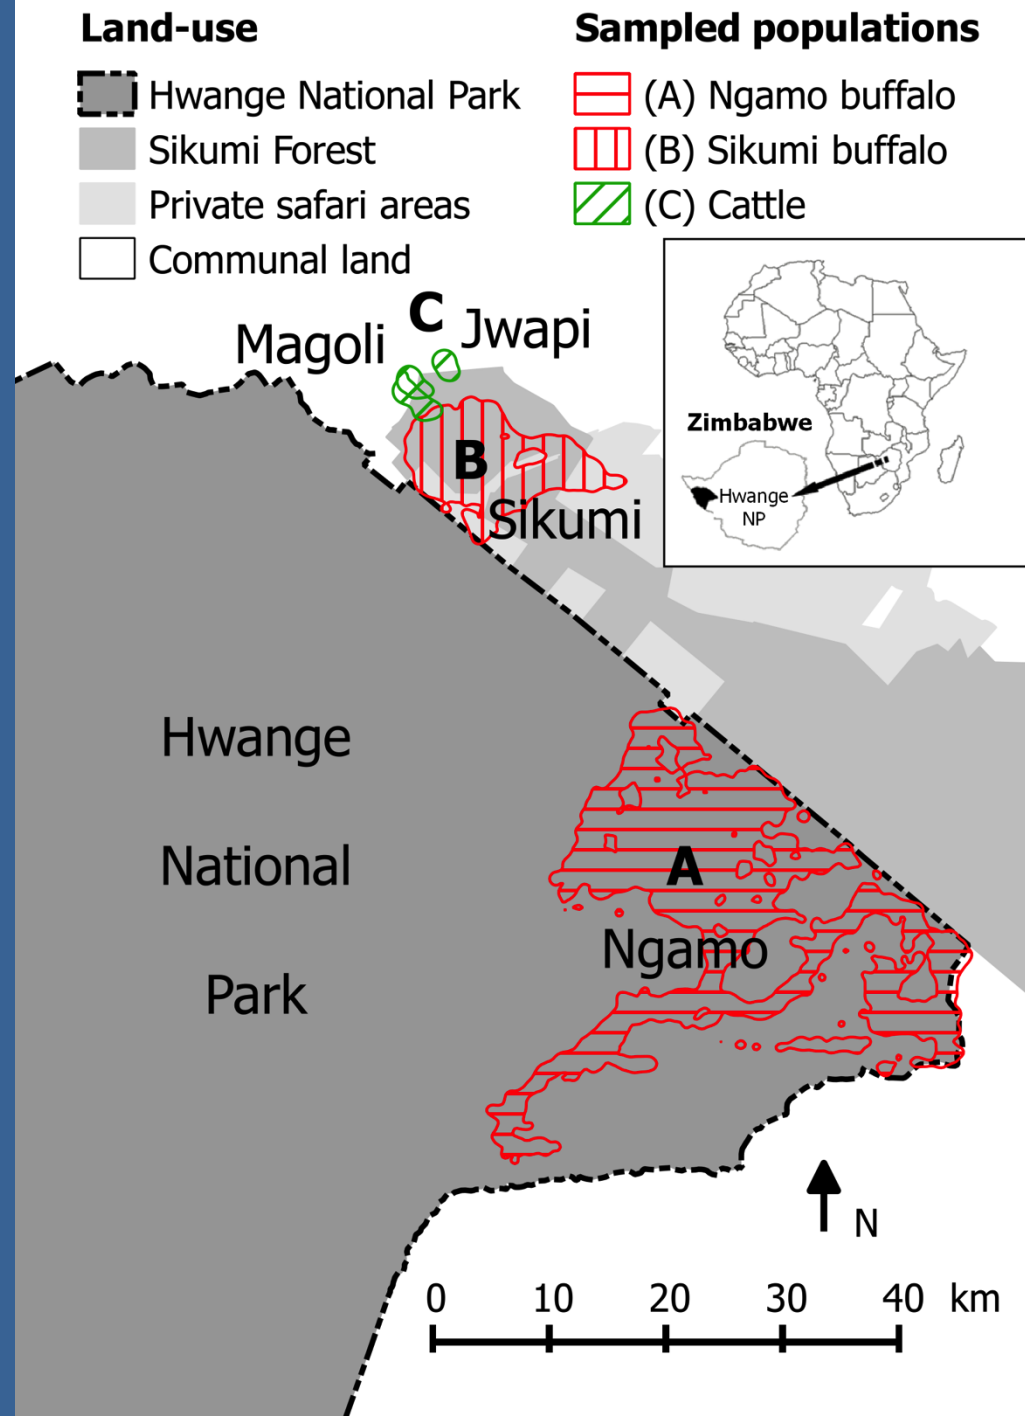 Land-use
Hwange National Park
Sikumi Forest
Private safari areas
Communal land
Sampled populations
(A) Ngamo buffalo
(B) Sikumi buffalo
(C) Cattle
Zimbabwe
Hwange
NP
C
Magoli
Jwapi
B
Sikumi
Hwange
National
Park
A
Ngamo
N
0 10 20 30 40 km